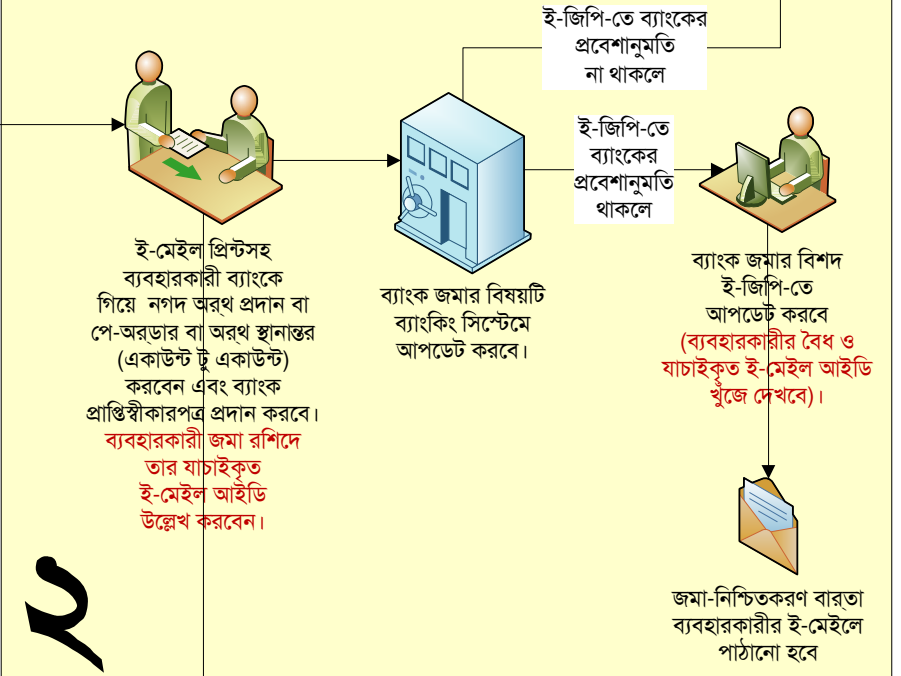 ই-জিপি-তে ব্যাংকের
প্রবেশানুমতি
না থাকলে
ই-জিপি-তে
ব্যাংকের
প্রবেশানুমতি
থাকলে
ই-মেইল প্রিন্টসহ
ব্যবহারকারী ব্যাংকে
গিয়ে নগদ অর্থ প্রদান বা
পে-অর্ডার বা অর্থ স্থানান্তর
(একাউন্ট টু একাউন্ট)
করবেন এবং ব্যাংক
প্রাপ্তিস্বীকারপত্র প্রদান করবে।
ব্যবহারকারী জমা রশিদে
তার যাচাইকৃত
ই-মেইল আইডি
উল্লেখ করবেন।
ব্যাংক জমার বিষয়টি
ব্যাংকিং সিস্টেমে
আপডেট করবে।
ব্যাংক জমার বিশদ
ই-জিপি-তে
আপডেট করবে
(ব্যবহারকারীর বৈধ ও
যাচাইকৃত ই-মেইল আইডি
খুঁজে দেখবে)।
জমা-নিশ্চিতকরণ বার্তা
ব্যবহারকারীর ই-মেইলে
পাঠানো হবে
২